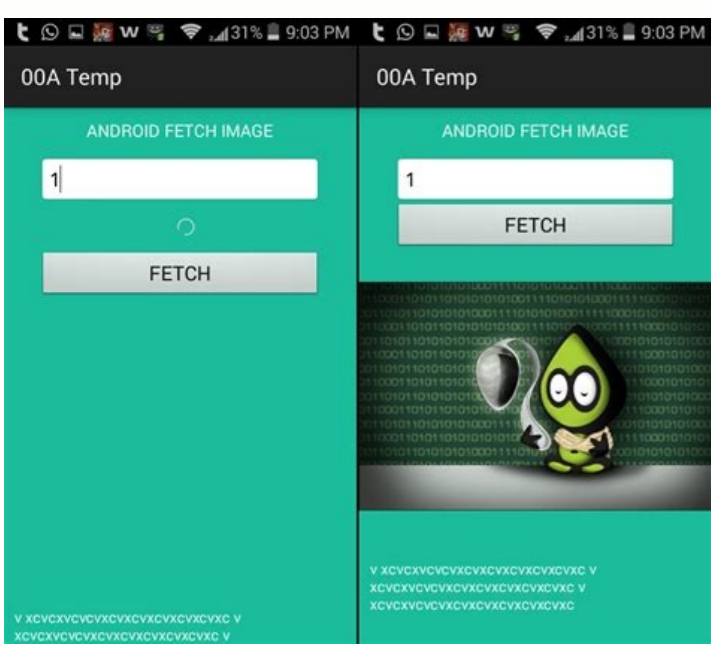 31% 9:03 PM
00A Temp
ANDROID FETCH IMAGE
1
FETCH
v xcvcxvcvcvxcvxcvxcvxcvxcvxc v
xcvcxvcvcvxcvxcvxcvxcvxcvxc v
31% 9:03 PM
00A Temp
ANDROID FETCH IMAGE
1
FETCH
v xcvcxvcvcvxcvxcvxcvxcvxcvxc v
xcvcxvcvcvxcvxcvxcvxcvxcvxc v
xcvcxvcvcvxcvxcvxcvxcvxcvxc